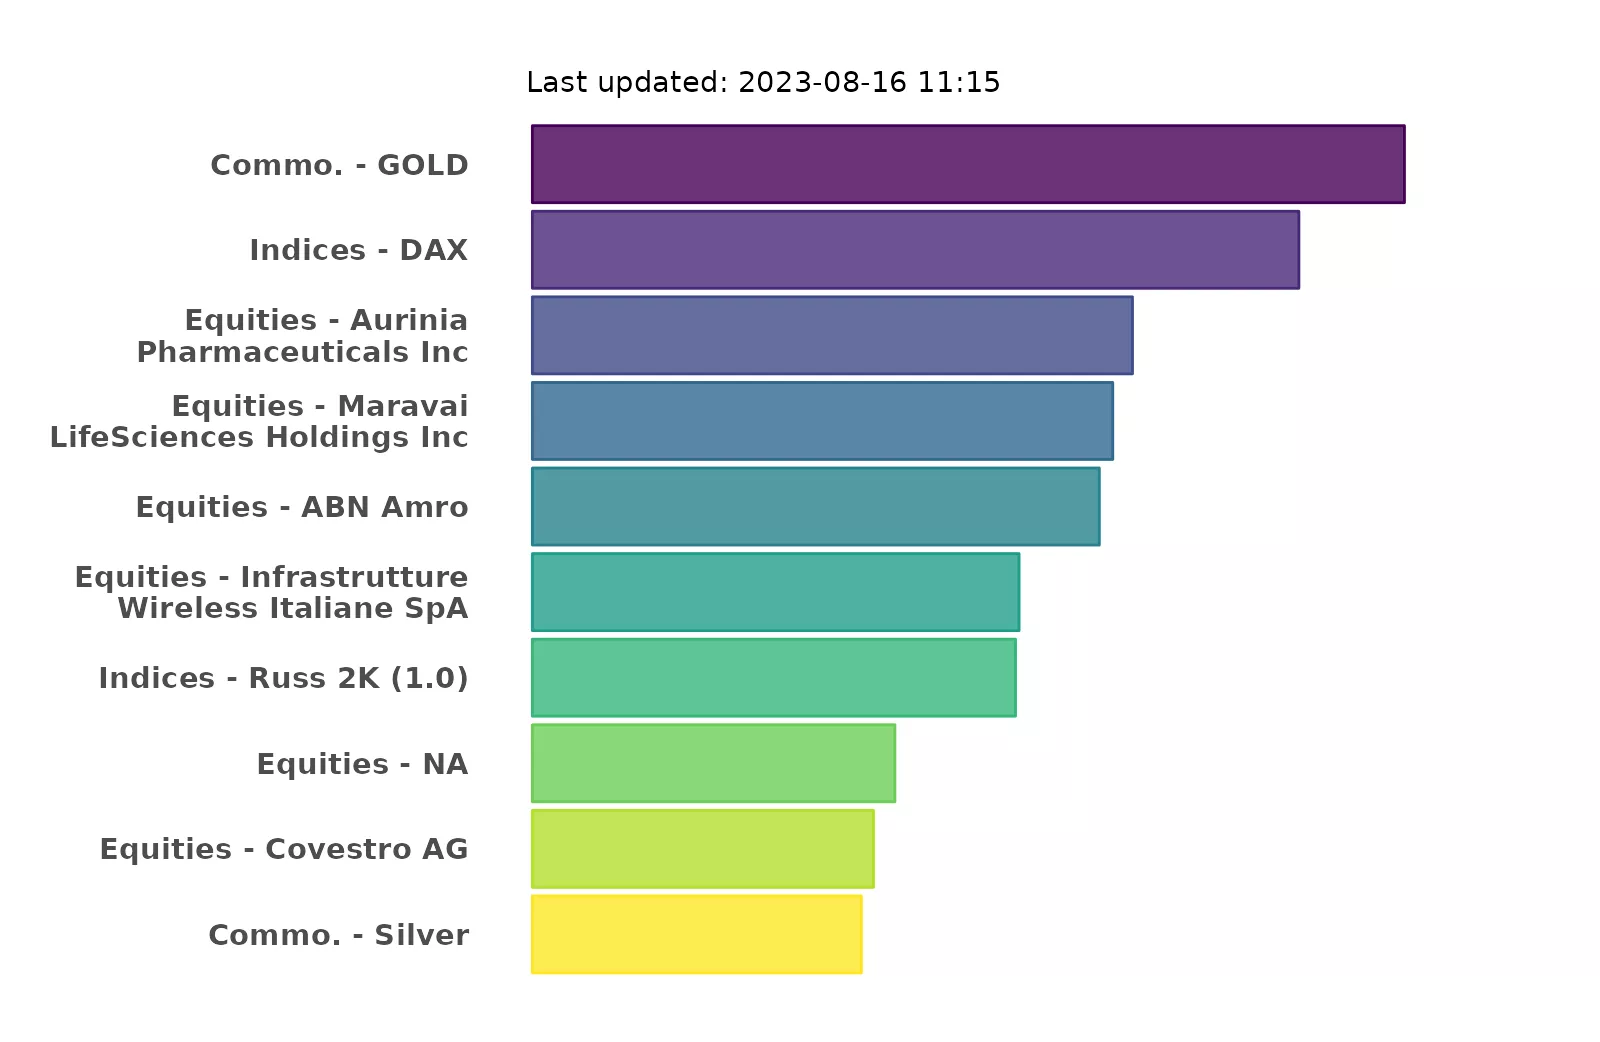 Last updated: 2023-08-16 11:15
Commo. - GOLD
Indices - DAX
Equities - Aurinia
Pharmaceuticals Inc
Equities - Maravai
LifeSciences Holdings Inc
Equities - ABN Amro
Equities - Infrastrutture
Wireless Italiane SpA
Indices - Russ 2K (1.0)
Equities - NA
Equities - Covestro AG
Commo. - Silver